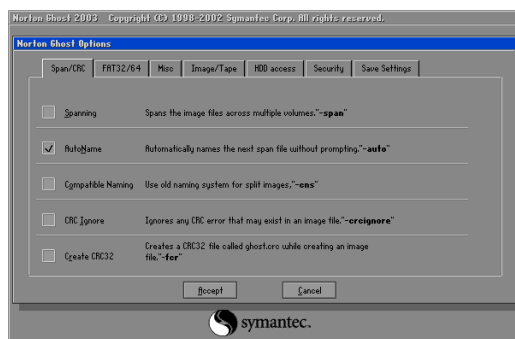 Norton Ghost 2003   Copyright (C) 1998-2002 Symantec Corp. All rights reserved.
Norton Ghost Options
Span/CRC FAT32/64 Misc Image/Tape HDD access Security Save Settings
Spanning Spans the image files across multiple volumes."-span"
AutoName Automatically names the next span file without prompting."-auto"
Compatible Naming Use old naming system for split images,"-cns"
CRC Ignore Ignores any CRC error that may exist in an image file."-crcignore"
Create CRC32 Creates a CRC32 file called ghost.crc while creating an image
file."-fcr"
Accept Cancel
symantec.